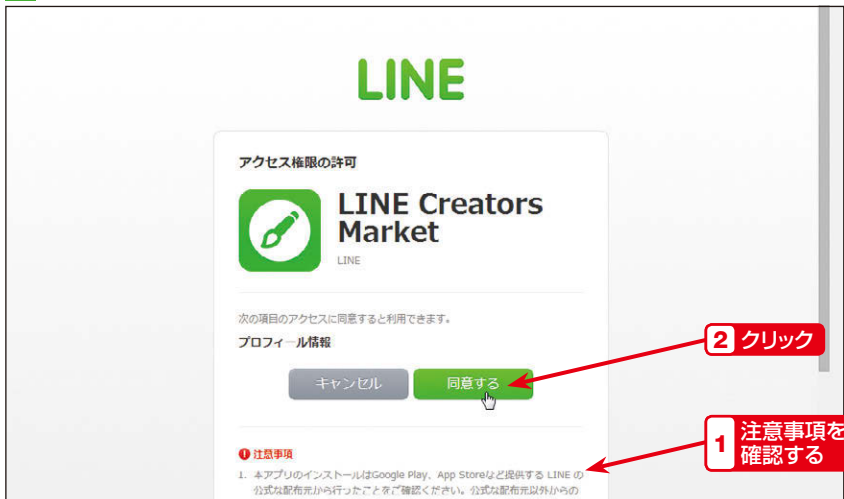 LINE
アクセス権限の許可
LINE Creators
Market
LINE
次の項目のアクセスに同意すると利用できます。
プロフィール情報
2 クリック
キャンセル
同意する
1 注意事項を
確認する
注意事項
1. 本アプリのインストールはGoogle Play、App Storeなど提供する LINE の
公式な配布元から行ったことをご確認ください。公式な配布元以外からの